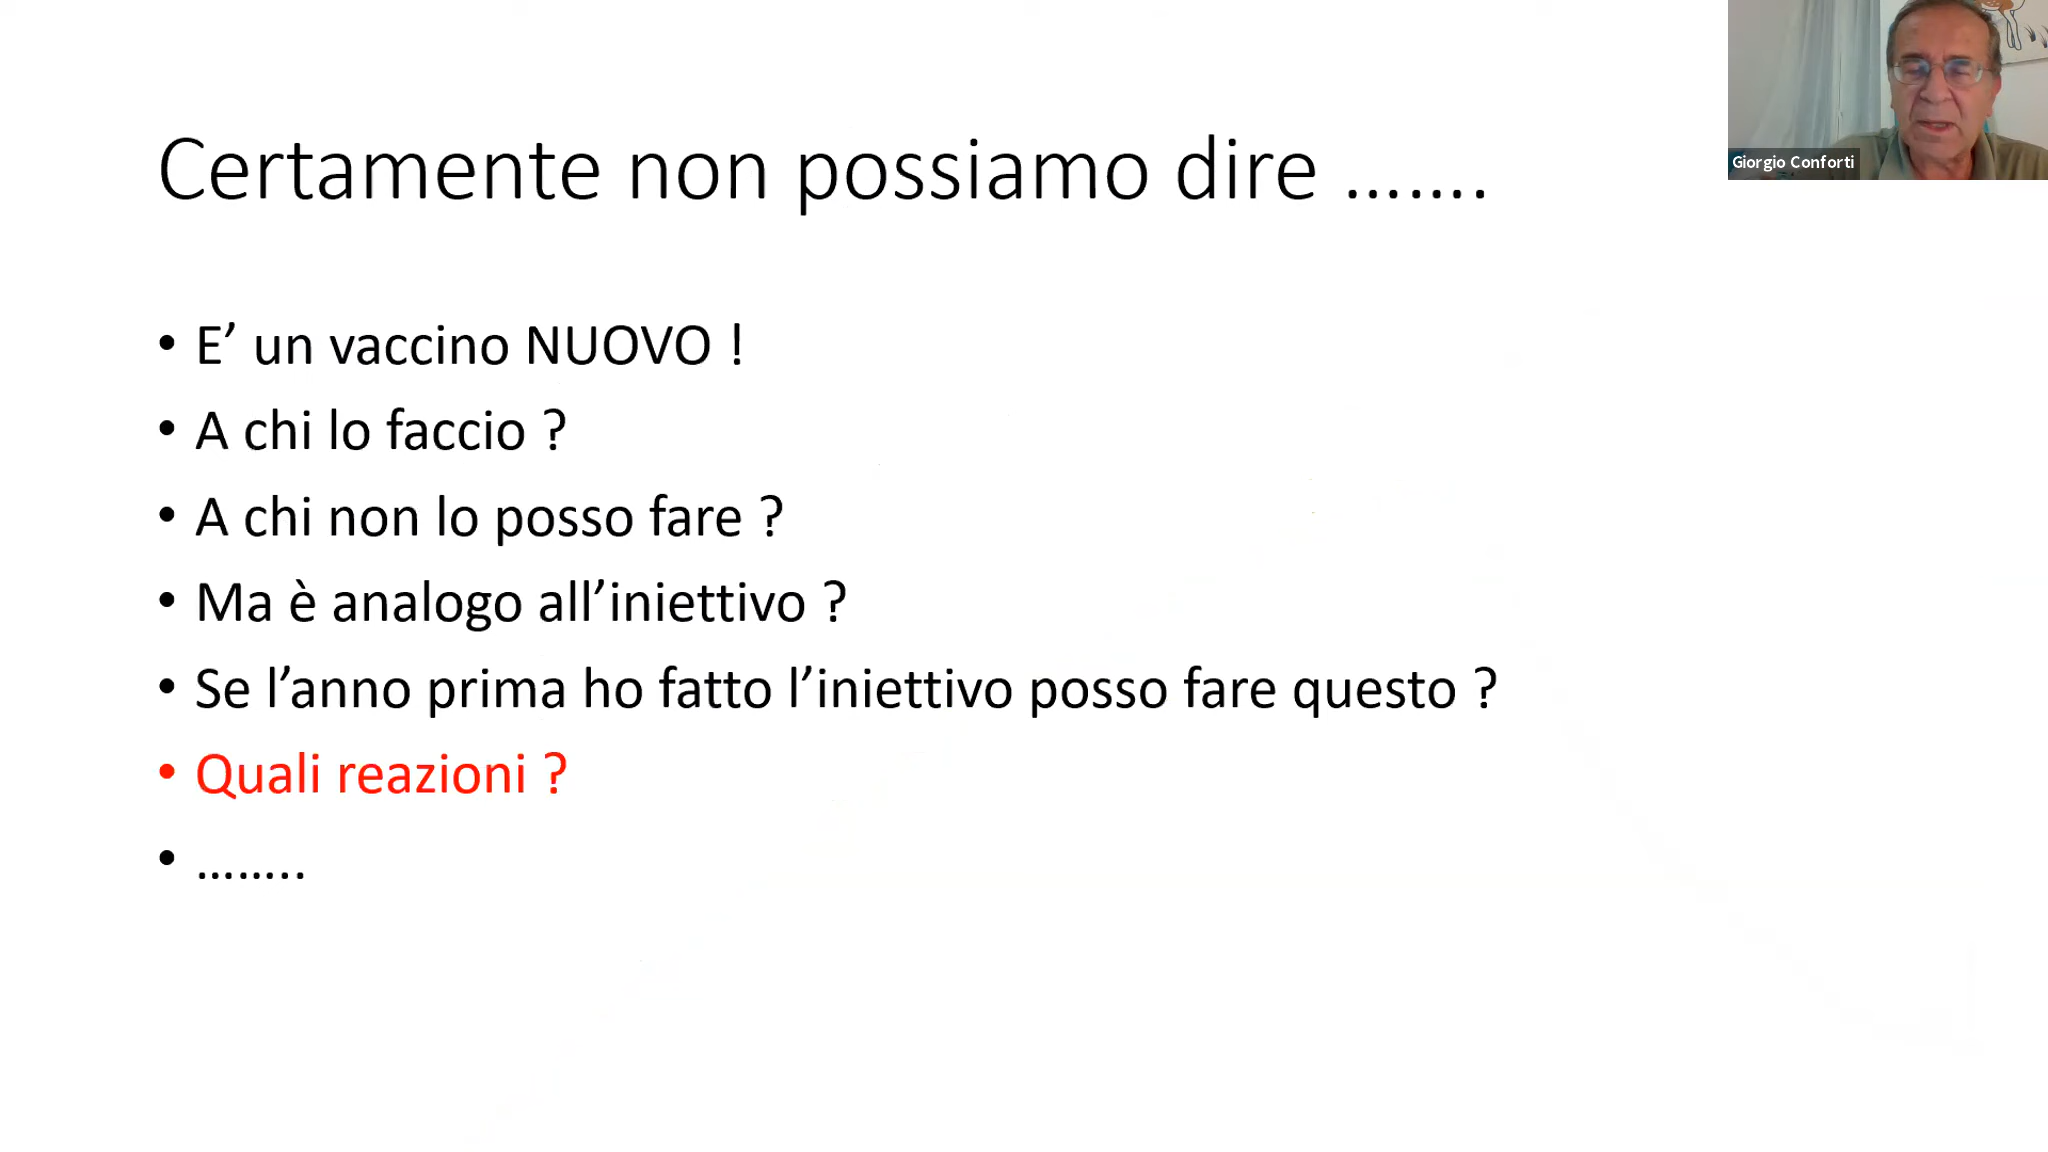 Certamente non possiamo dire …….
Giorgio Conforti
• E’ un vaccino NUOVO !
• A chi lo faccio ?
• A chi non lo posso fare ?
• Ma è analogo all’iniettivo ?
• Se l’anno prima ho fatto l’iniettivo posso fare questo ?
• Quali reazioni ?
• ……..